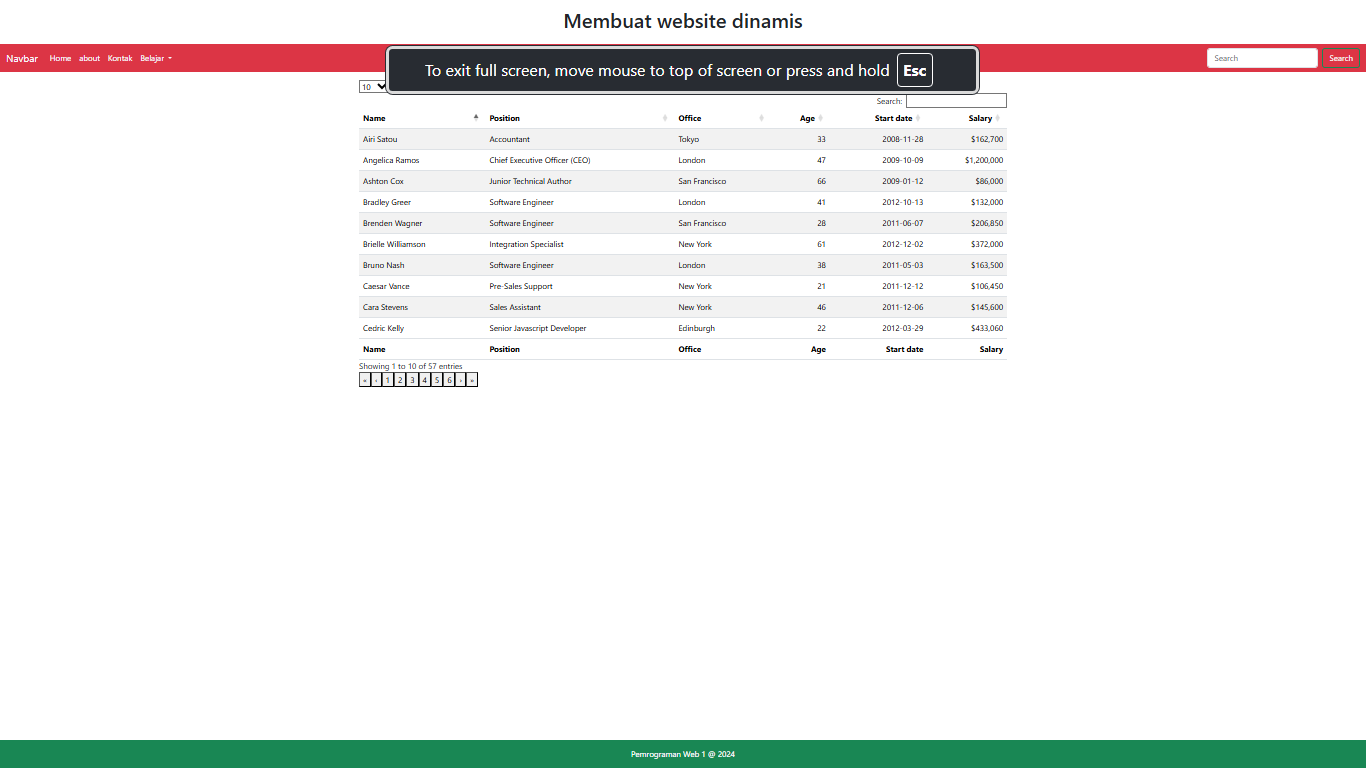 Membuat website dinamis
Navbar Home about Kontak Belajar Search Search
To exit full screen, move mouse to top of screen or press and hold Esc
10
Search:
Name Position Office Age Start date Salary
Airi Satou Accountant Tokyo 33 2008-11-28 $162,700
Angelica Ramos Chief Executive Officer (CEO) London 47 2009-10-09 $1,200,000
Ashton Cox Junior Technical Author San Francisco 66 2009-01-12 $86,000
Bradley Greer Software Engineer London 41 2012-10-13 $132,000
Brenden Wagner Software Engineer San Francisco 28 2011-06-07 $206,850
Brielle Williamson Integration Specialist New York 61 2012-12-02 $372,000
Bruno Nash Software Engineer London 38 2011-05-03 $163,500
Caesar Vance Pre-Sales Support New York 21 2011-12-12 $106,450
Cara Stevens Sales Assistant New York 46 2011-12-06 $145,600
Cedric Kelly Senior Javascript Developer Edinburgh 22 2012-03-29 $433,060
Name Position Office Age Start date Salary
Showing 1 to 10 of 57 entries
« ‹ 1 2 3 4 5 6 › »
Pemrograman Web 1 @ 2024